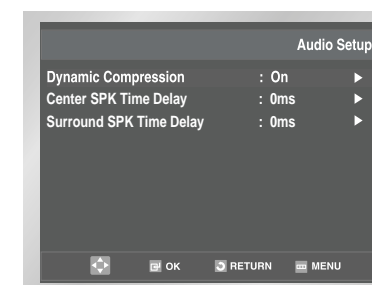 Audio Setup
Dynamic Compression : On
Center SPK Time Delay : 0ms
Surround SPK Time Delay : 0ms
OK RETURN MENU